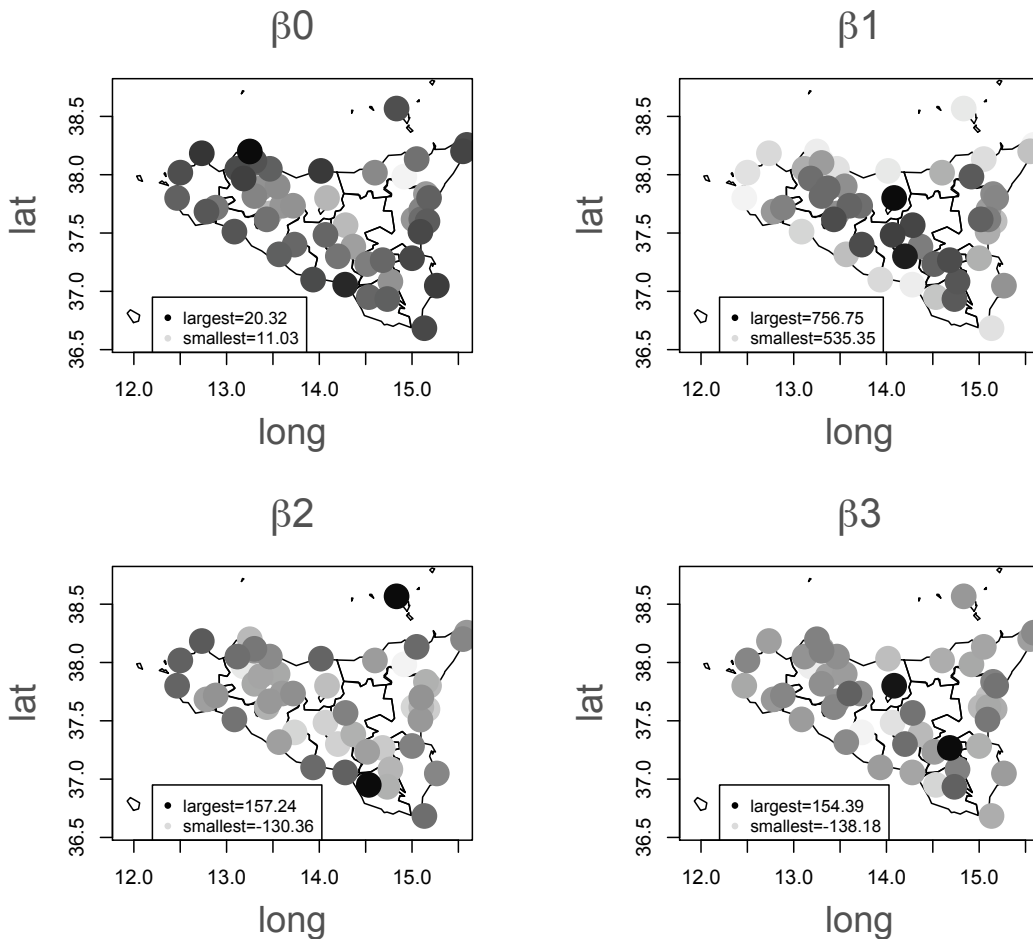 β0
β1
lat
38.5
38.0
37.5
37.0
36.5
largest=20.32
smallest=11.03
12.0 13.0 14.0 15.0
long
lat
38.5
38.0
37.5
37.0
36.5
largest=756.75
smallest=535.35
12.0 13.0 14.0 15.0
long
β2
β3
lat
38.5
38.0
37.5
37.0
36.5
largest=157.24
smallest=-130.36
12.0 13.0 14.0 15.0
long
lat
38.5
38.0
37.5
37.0
36.5
largest=154.39
smallest=-138.18
12.0 13.0 14.0 15.0
long